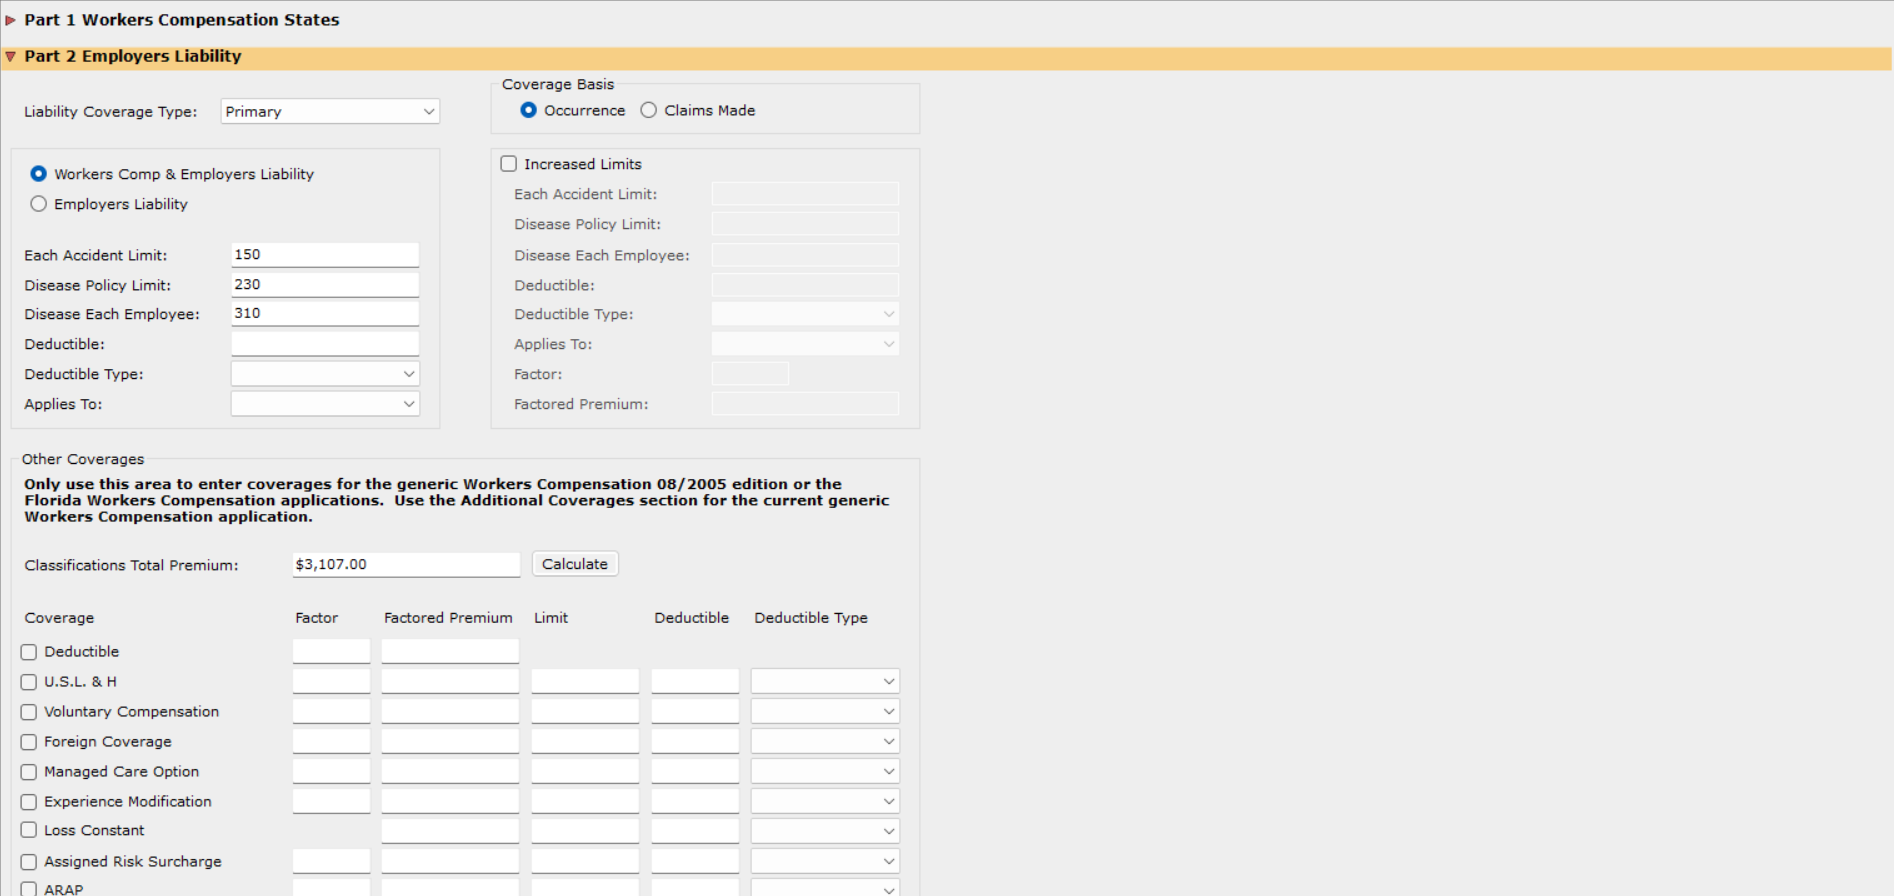 Part 1 Workers Compensation States
Part 2 Employers Liability
Liability Coverage Type: Primary
Coverage Basis
Occurrence Claims Made
Workers Comp & Employers Liability
Employers Liability
Each Accident Limit: 150
Disease Policy Limit: 230
Disease Each Employee: 310
Deductible:
Deductible Type:
Applies To:
Increased Limits
Each Accident Limit:
Disease Policy Limit:
Disease Each Employee:
Deductible:
Deductible Type:
Applies To:
Factor:
Factored Premium:
Other Coverages
Only use this area to enter coverages for the generic Workers Compensation 08/2005 edition or the
Florida Workers Compensation applications.  Use the Additional Coverages section for the current generic
Workers Compensation application.
Classifications Total Premium: $3,107.00 Calculate
Coverage Factor Factored Premium Limit Deductible Deductible Type
Deductible
U.S.L. & H
Voluntary Compensation
Foreign Coverage
Managed Care Option
Experience Modification
Loss Constant
Assigned Risk Surcharge
ARAP